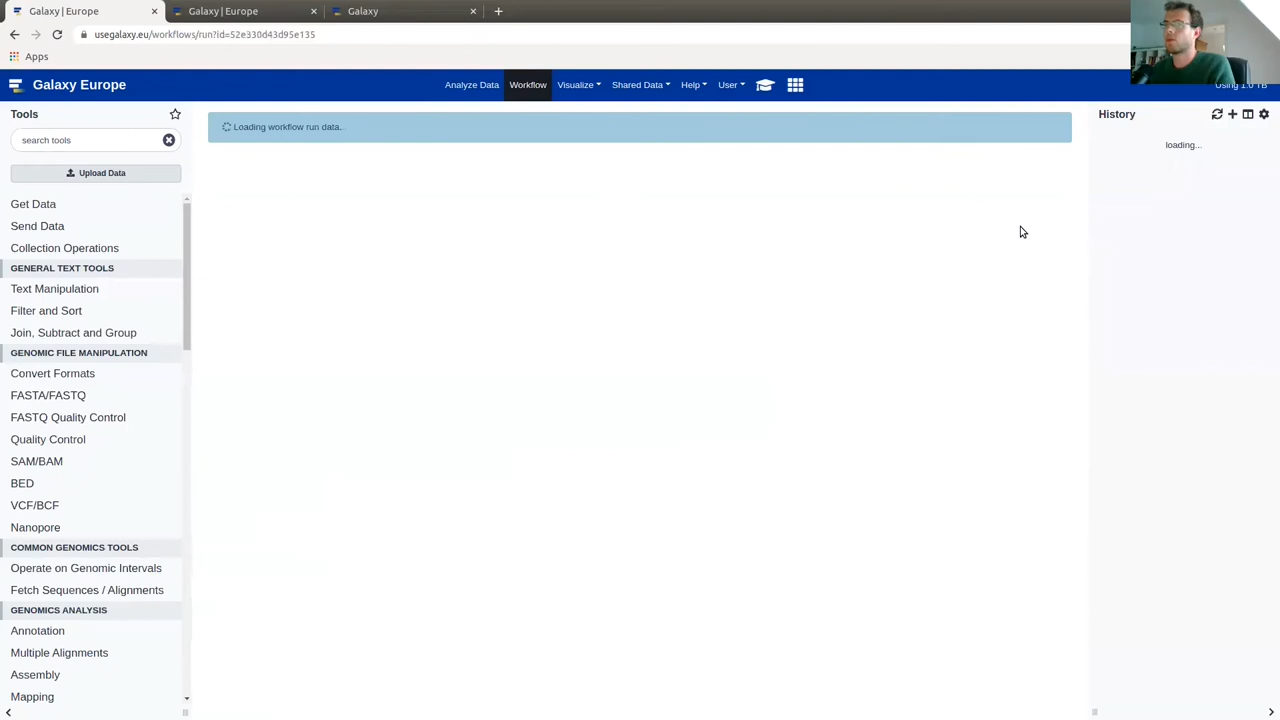 Galaxy | Europe
Galaxy | Europe
Galaxy
usegalaxy.eu/workflows/run?id=52e330d43d95e135
Apps
Galaxy Europe
Analyze Data
Workflow
Visualize
Shared Data
Help
User
Using 1.0 TB
Tools
search tools
Upload Data
Get Data
Send Data
Collection Operations
GENERAL TEXT TOOLS
Text Manipulation
Filter and Sort
Join, Subtract and Group
GENOMIC FILE MANIPULATION
Convert Formats
FASTA/FASTQ
FASTQ Quality Control
Quality Control
SAM/BAM
BED
VCF/BCF
Nanopore
COMMON GENOMICS TOOLS
Operate on Genomic Intervals
Fetch Sequences / Alignments
GENOMICS ANALYSIS
Annotation
Multiple Alignments
Assembly
Mapping
Loading workflow run data..
History
loading...